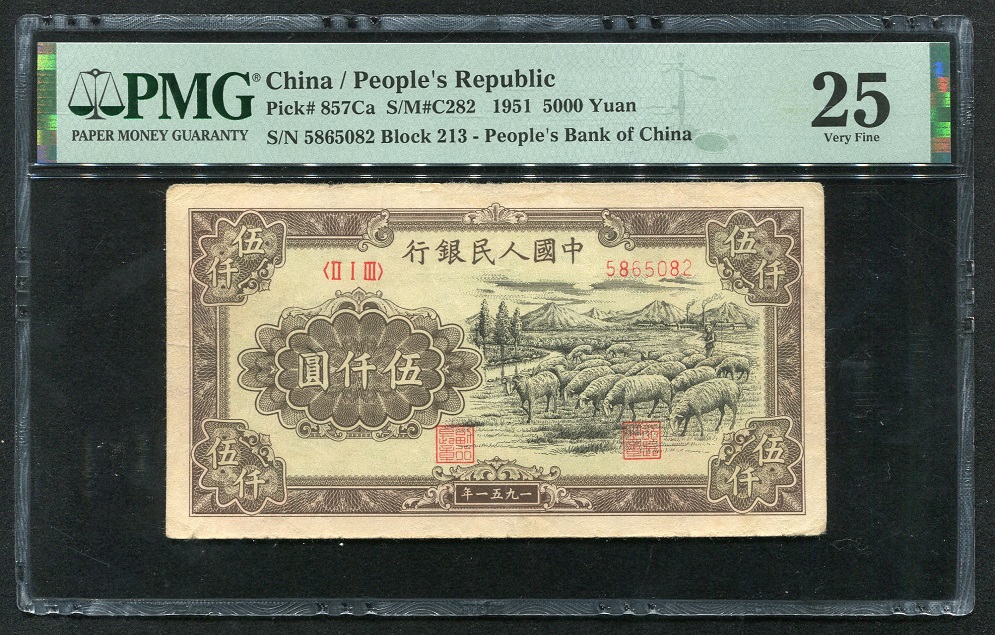 PMG®
PAPER MONEY GUARANTY
China / People's Republic
Pick# 857Ca S/M#C282 1951 5000 Yuan
S/N 5865082 Block 213 - People's Bank of China
25
Very Fine
行銀民人國中
〈II I III〉
5865082
伍仟
伍仟
圓仟伍
伍仟
伍仟
年一五九一